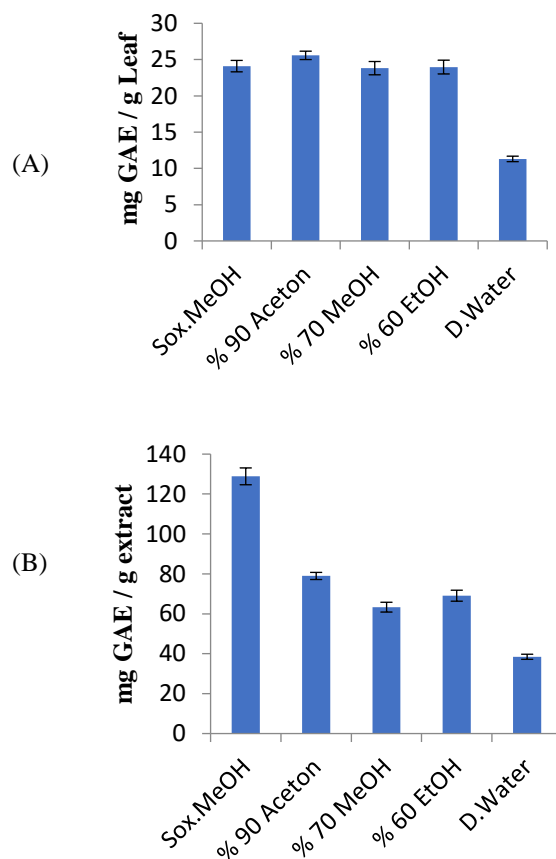 (A)
mg GAE / g Leaf
30
25
20
15
10
5
0
Sox.MeOH
% 90 Aceton
% 70 MeOH
% 60 EtOH
D.Water
(B)
mg GAE / g extract
140
120
100
80
60
40
20
0
Sox.MeOH
% 90 Aceton
% 70 MeOH
% 60 EtOH
D.Water